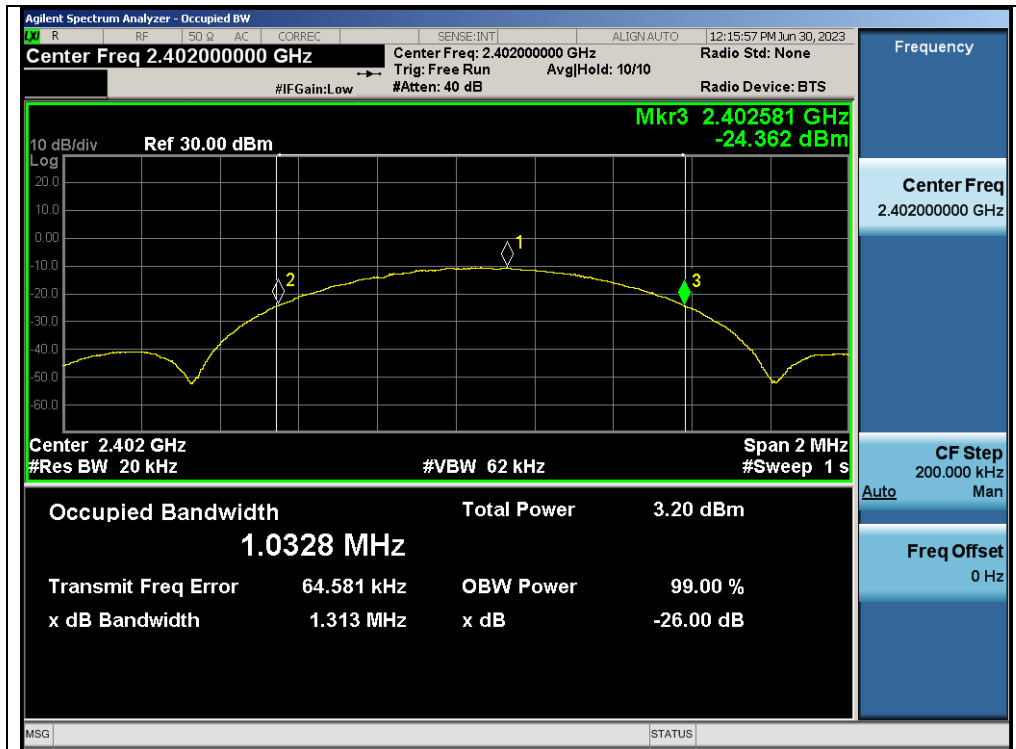 Agilent Spectrum Analyzer - Occupied BW
LXI R RF 50 Ω AC CORREC SENSE:INT ALIGN AUTO 12:15:57 PM Jun 30, 2023
Center Freq 2.402000000 GHz Center Freq: 2.402000000 GHz Radio Std: None
Trig: Free Run Avg|Hold: 10/10
#IFGain:Low #Atten: 40 dB Radio Device: BTS
Frequency
Mkr3 2.402581 GHz
-24.362 dBm
10 dB/div Ref 30.00 dBm
Log
20.0
10.0
0.00
-10.0
-20.0
-30.0
-40.0
-50.0
-60.0
1
2
3
Center 2.402 GHz Span 2 MHz
#Res BW 20 kHz #VBW 62 kHz #Sweep 1 s
Occupied Bandwidth Total Power 3.20 dBm
1.0328 MHz
Transmit Freq Error 64.581 kHz OBW Power 99.00 %
x dB Bandwidth 1.313 MHz x dB -26.00 dB
Center Freq
2.402000000 GHz
CF Step
200.000 kHz
Auto Man
Freq Offset
0 Hz
MSG STATUS